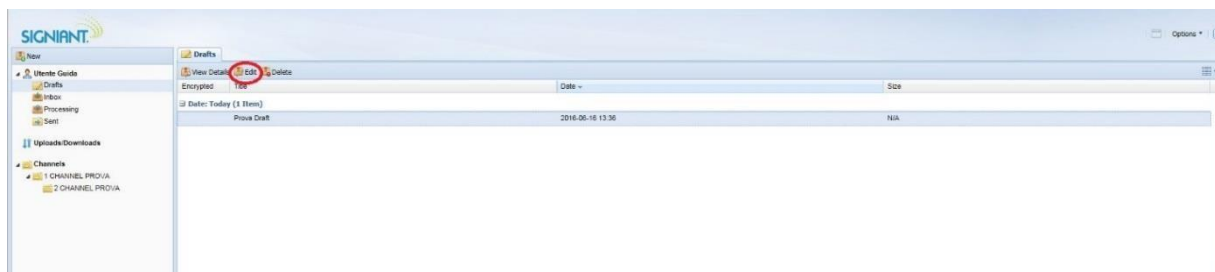 SIGNIANT
Options
New
Drafts
Utente Guida
View Details Edit Delete
Drafts
Encrypted Title Date Size
Inbox
Date: Today (1 Item)
Processing
Prova Draft 2016-06-16 13:36 N/A
Sent
Uploads/Downloads
Channels
1 CHANNEL PROVA
2 CHANNEL PROVA